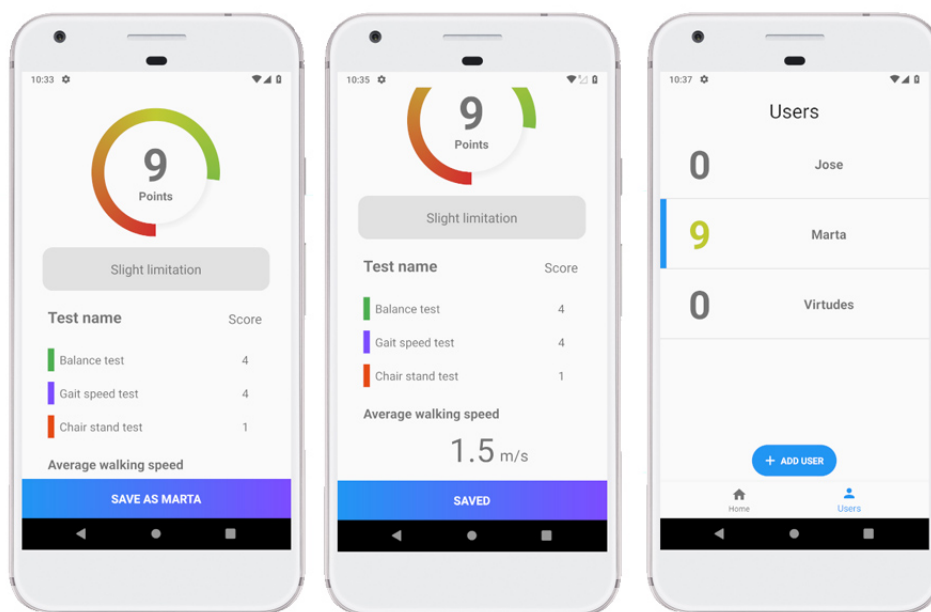 10:33
9
Points
Slight limitation
Test name Score
Balance test 4
Gait speed test 4
Chair stand test 1
Average walking speed
SAVE AS MARTA
10:35
9
Points
Slight limitation
Test name Score
Balance test 4
Gait speed test 4
Chair stand test 1
Average walking speed
1.5 m/s
SAVED
10:37
Users
0 Jose
9 Marta
0 Virtudes
+ ADD USER
Home Users